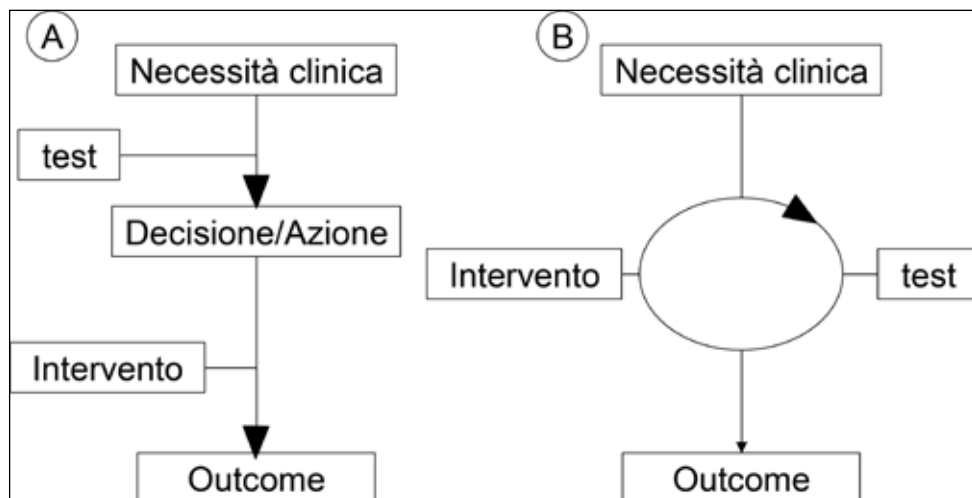 A
Necessità clinica
test
Decisione/Azione
Intervento
Outcome
B
Necessità clinica
Intervento
test
Outcome